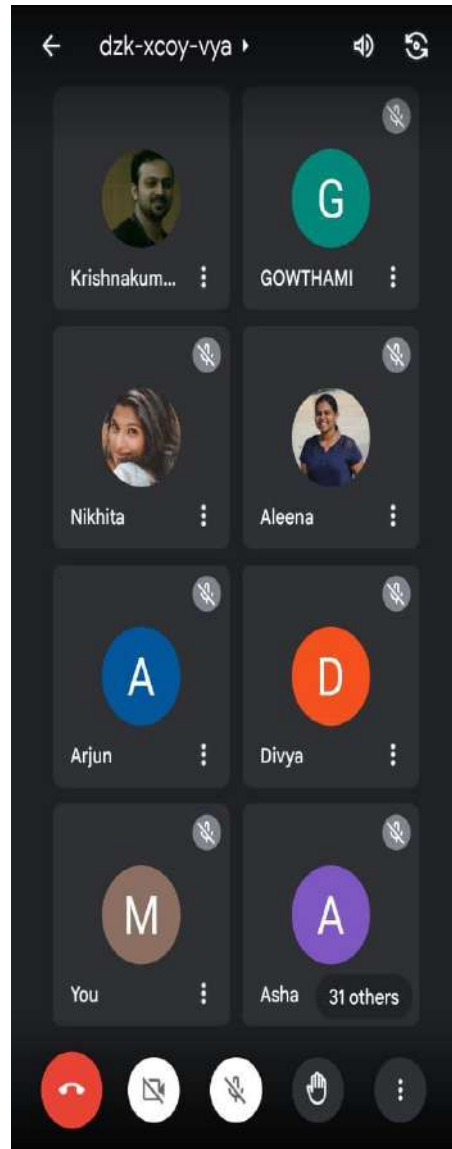 dzk-xcoy-vya
G
Krishnakum... GOWTHAMI
Nikhita Aleena
A D
Arjun Divya
M A
You Asha 31 others